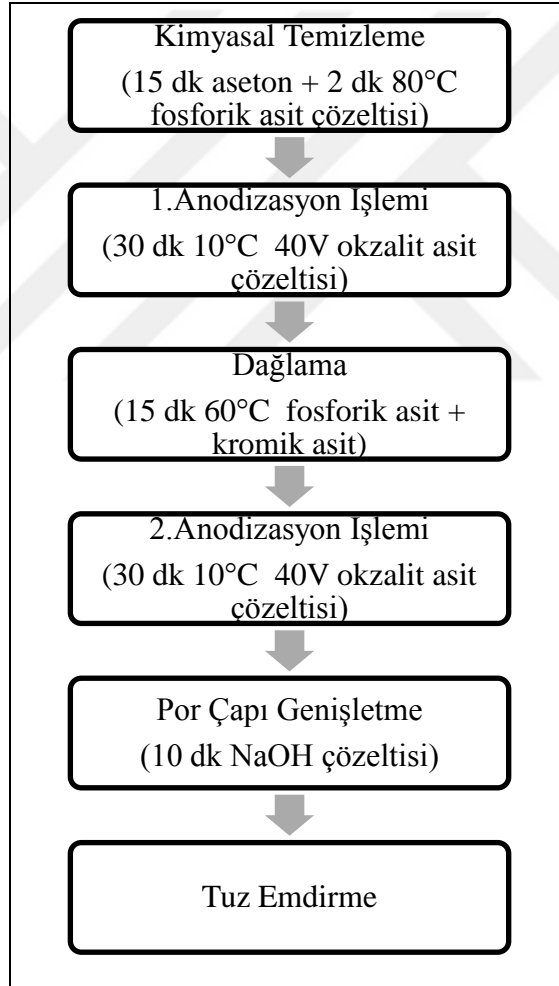 Kimyasal Temizleme
(15 dk aseton + 2 dk 80°C
fosforik asit çözeltisi)
1.Anodizasyon Işlemi
(30 dk 10°C 40V okzalit asit
çözeltisi)
Dağlama
(15 dk 60°C fosforik asit +
kromik asit)
2.Anodizasyon Işlemi
(30 dk 10°C 40V okzalit asit
çözeltisi)
Por Çapı Genişletme
(10 dk NaOH çözeltisi)
Tuz Emdirme